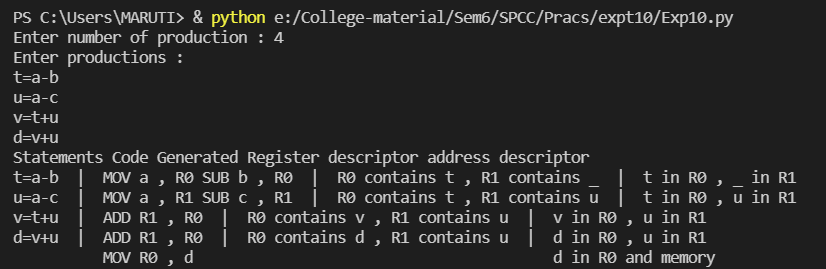 PS C:\Users\MARUTI> & python e:/College-material/Sem6/SPCC/Pracs/expt10/Exp10.py
Enter number of production : 4
Enter productions :
t=a-b
u=a-c
v=t+u
d=v+u
Statements Code Generated Register descriptor address descriptor
t=a-b | MOV a , R0 SUB b , R0 | R0 contains t , R1 contains _ | t in R0 , _ in R1
u=a-c | MOV a , R1 SUB c , R1 | R0 contains t , R1 contains u | t in R0 , u in R1
v=t+u | ADD R1 , R0 | R0 contains v , R1 contains u | v in R0 , u in R1
d=v+u | ADD R1 , R0 | R0 contains d , R1 contains u | d in R0 , u in R1
MOV R0 , d d in R0 and memory